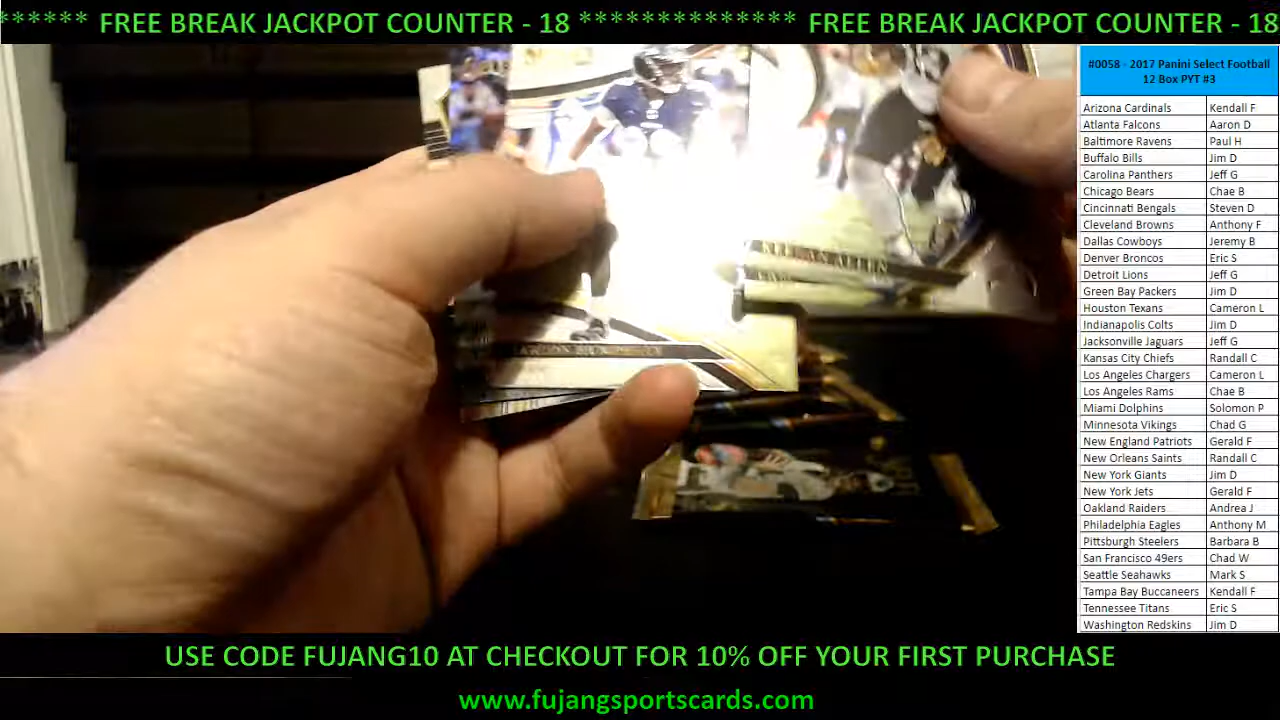 ****** FREE BREAK JACKPOT COUNTER - 18 ************** FREE BREAK JACKPOT COUNTER - 18
#0058 - 2017 Panini Select Football
12 Box PYT #3
Arizona Cardinals Kendall F
Atlanta Falcons Aaron D
Baltimore Ravens Paul H
Buffalo Bills Jim D
Carolina Panthers Jeff G
Chicago Bears Chae B
Cincinnati Bengals Steven D
Cleveland Browns Anthony F
Dallas Cowboys Jeremy B
Denver Broncos Eric S
Detroit Lions Jeff G
Green Bay Packers Jim D
Houston Texans Cameron L
Indianapolis Colts Jim D
Jacksonville Jaguars Jeff G
Kansas City Chiefs Randall C
Los Angeles Chargers Cameron L
Los Angeles Rams Chae B
Miami Dolphins Solomon P
Minnesota Vikings Chad G
New England Patriots Gerald F
New Orleans Saints Randall C
New York Giants Jim D
New York Jets Gerald F
Oakland Raiders Andrea J
Philadelphia Eagles Anthony M
Pittsburgh Steelers Barbara B
San Francisco 49ers Chad W
Seattle Seahawks Mark S
Tampa Bay Buccaneers Kendall F
Tennessee Titans Eric S
Washington Redskins Jim D
KEENAN ALLEN
USE CODE FUJANG10 AT CHECKOUT FOR 10% OFF YOUR FIRST PURCHASE
www.fujangsportscards.com